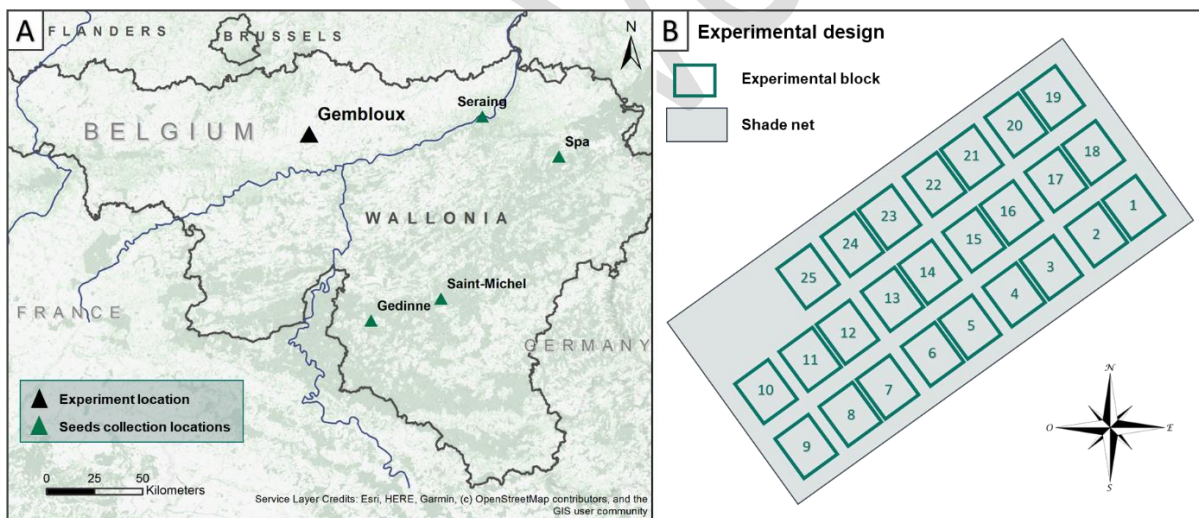 A
FLANDERS
BRUSSELS
N
Seraing
Gembloux
BELGIUM
Spa
WALLONIA
Saint-Michel
Gedinne
FRANCE
GERMANY
Experiment location
Seeds collection locations
0 25 50
Kilometers
Service Layer Credits: Esri, HERE, Garmin, (c) OpenStreetMap contributors, and the
GIS user community
B Experimental design
Experimental block
Shade net
19
20
21
18
22
17
23
16
1
24
15
2
25
14
3
13
4
12
5
11
6
10
7
8
9
N
O
E
S